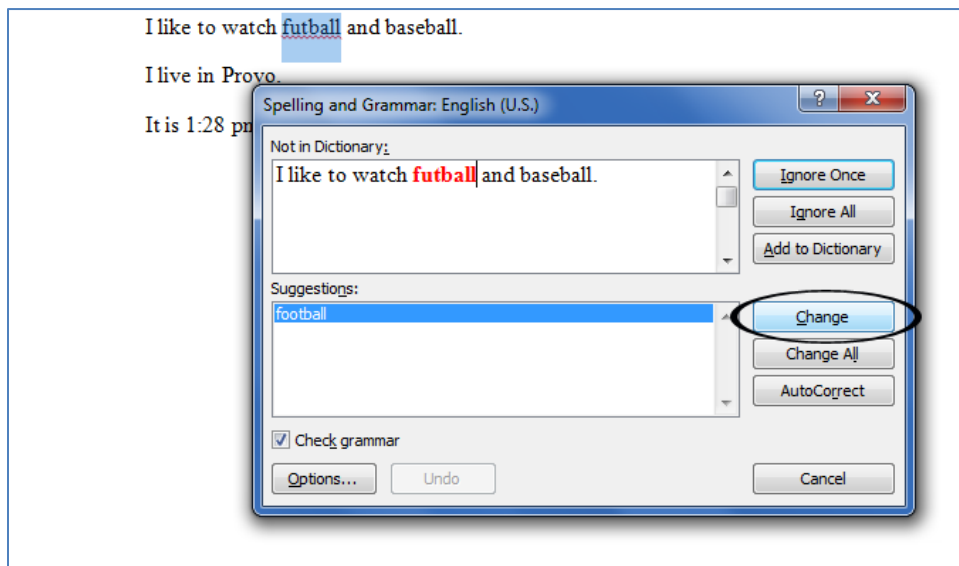 I like to watch futball and baseball.
I live in Provo.
It is 1:28 pm
Spelling and Grammar: English (U.S.)
Not in Dictionary:
I like to watch futball and baseball.
Ignore Once
Ignore All
Add to Dictionary
Suggestions:
football
Change
Change All
AutoCorrect
Check grammar
Options...
Undo
Cancel